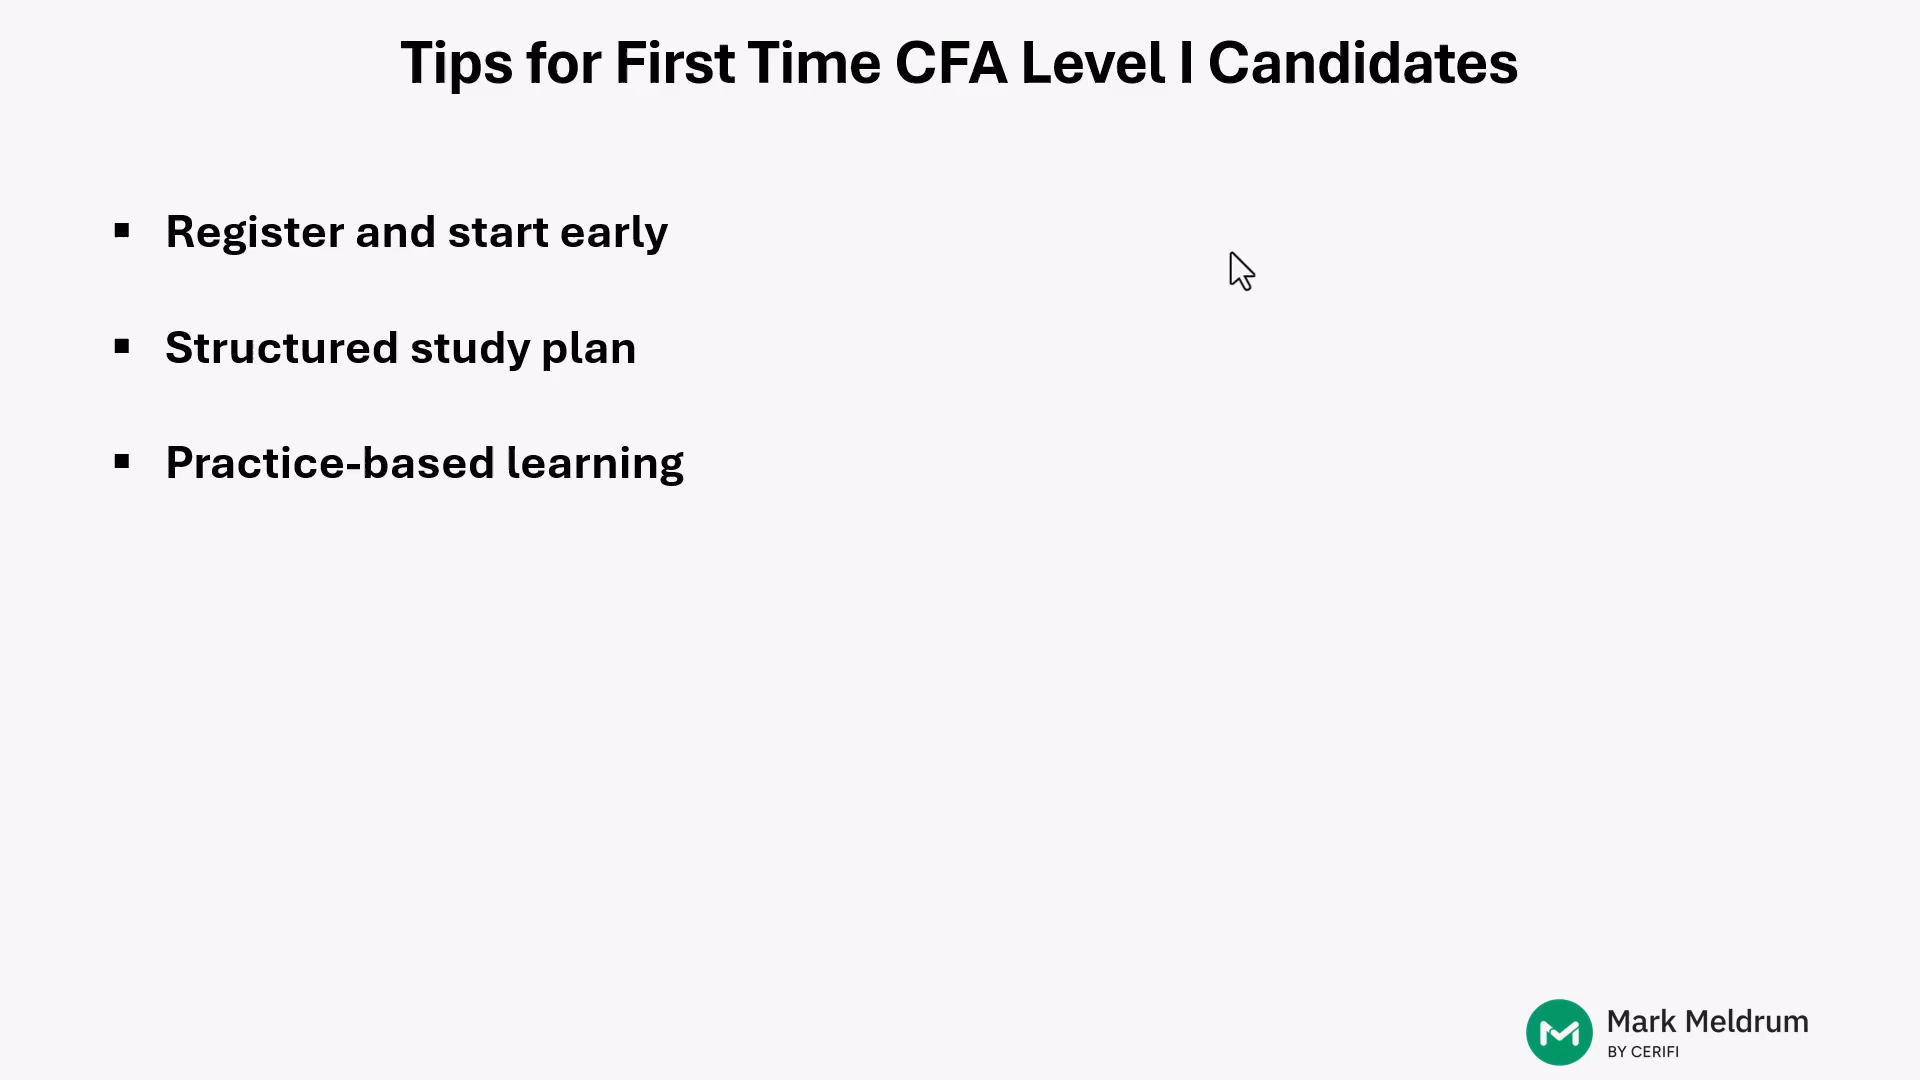 Tips for First Time CFA Level I Candidates
▪ Register and start early
▪ Structured study plan
▪ Practice-based learning
Mark Meldrum
BY CERIFI